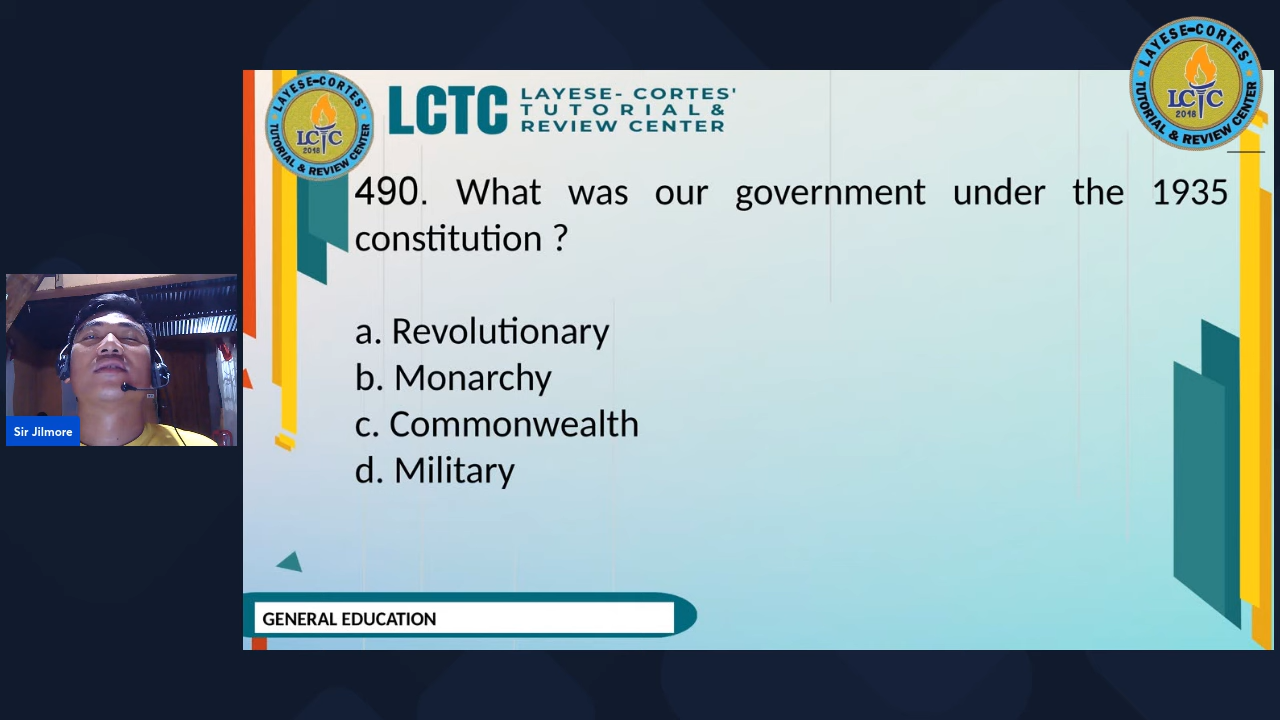 LAYESE-CORTES'
LCTC
2018
TUTORIAL & REVIEW CENTER
LCTC
LAYESE- CORTES'
TUTORIAL&
REVIEW CENTER
LAYESE-CORTES'
LCTC
2018
TUTORIAL & REVIEW CENTER
490. What was our government under the 1935
constitution ?
a. Revolutionary
b. Monarchy
c. Commonwealth
d. Military
Sir Jilmore
GENERAL EDUCATION